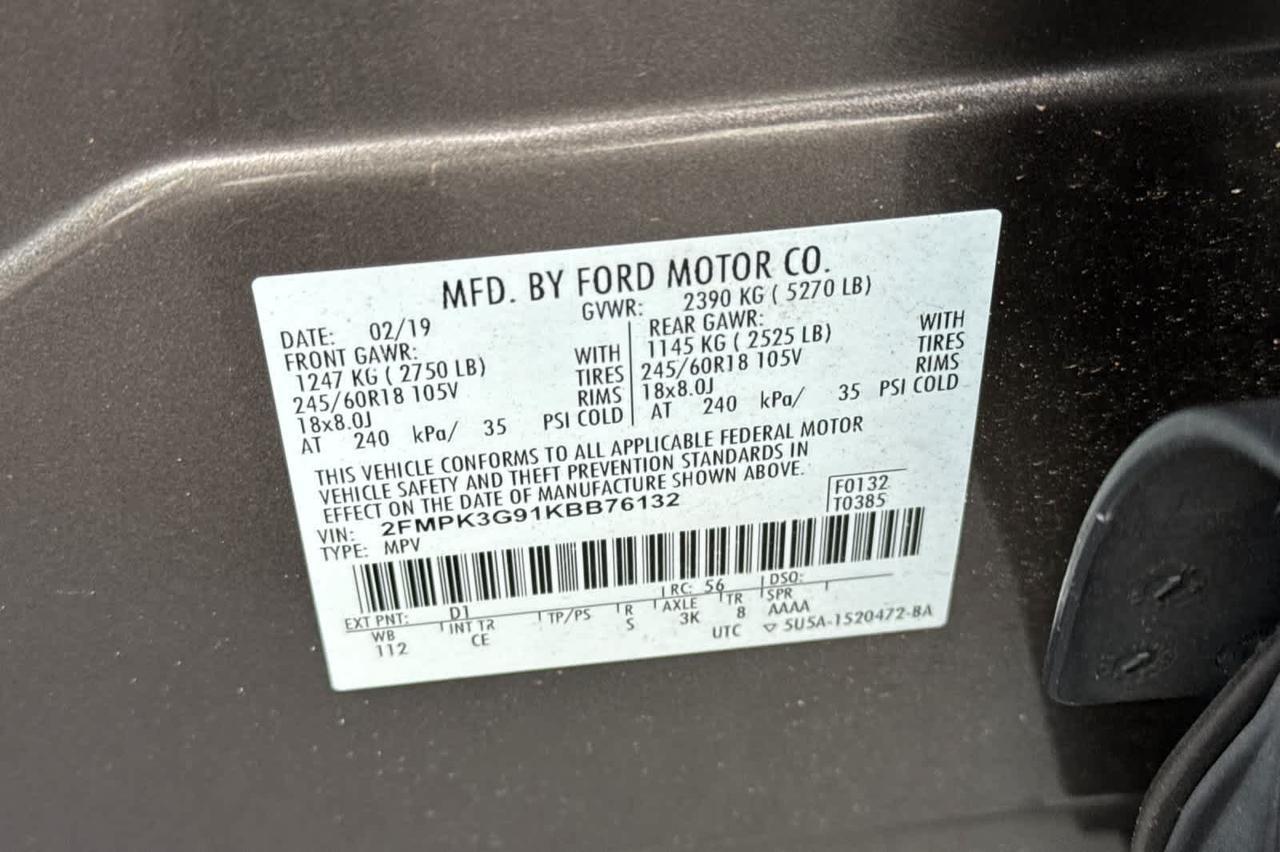 MFD. BY FORD MOTOR CO.
DATE: 02/19 GVWR: 2390 KG ( 5270 LB)
FRONT GAWR:
1247 KG ( 2750 LB) WITH
245/60R18 105V TIRES
18x8.0J RIMS
AT 240 kPa/ 35 PSI COLD
REAR GAWR: WITH
1145 KG ( 2525 LB) TIRES
245/60R18 105V RIMS
18x8.0J
AT 240 kPa/ 35 PSI COLD
THIS VEHICLE CONFORMS TO ALL APPLICABLE FEDERAL MOTOR
VEHICLE SAFETY AND THEFT PREVENTION STANDARDS IN
EFFECT ON THE DATE OF MANUFACTURE SHOWN ABOVE.
VIN: 2FMPK3G91KBB76132
TYPE: MPV
F0132
T0385
EXT PNT: D1 RC: 56 DSO:
WB INT TR TP/PS R AXLE TR SPR
112 CE S 3K 8 AAAA
UTC ▽ 5U5A-1520472-BA